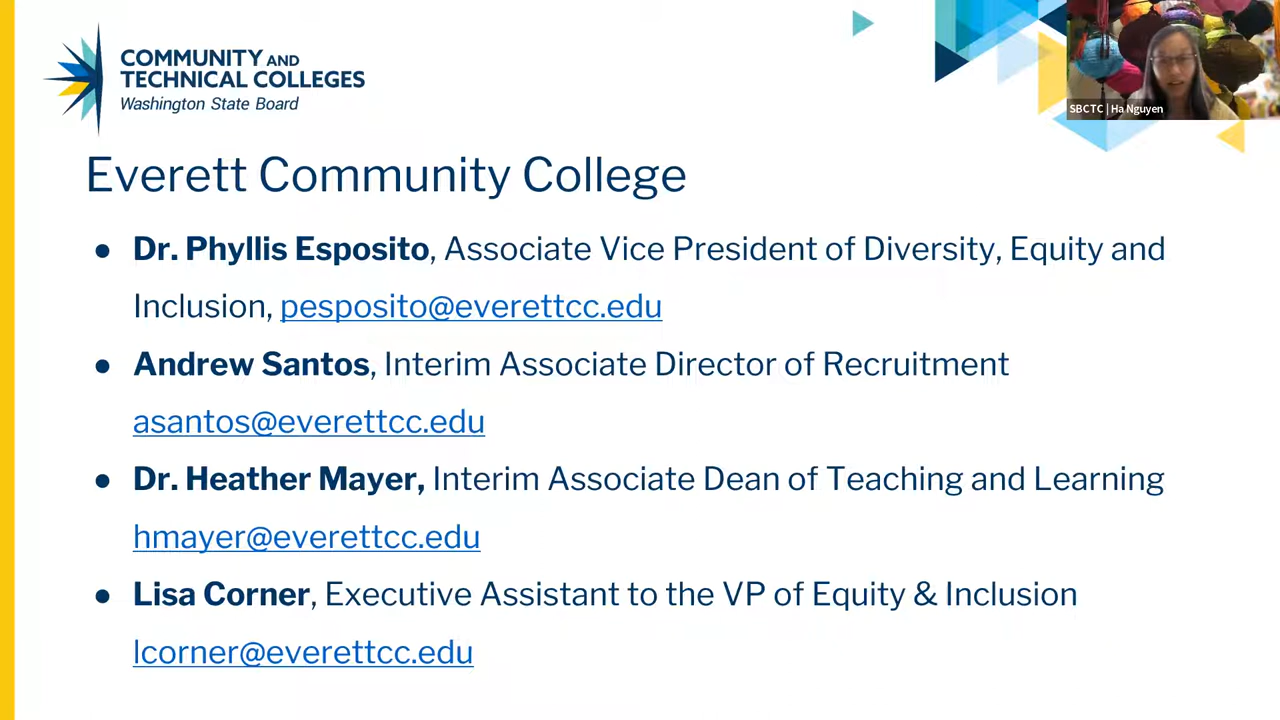 COMMUNITY AND
TECHNICAL COLLEGES
Washington State Board
SBCTC | Ha Nguyen
Everett Community College
● Dr. Phyllis Esposito, Associate Vice President of Diversity, Equity and
Inclusion, pesposito@everettcc.edu
● Andrew Santos, Interim Associate Director of Recruitment
asantos@everettcc.edu
● Dr. Heather Mayer, Interim Associate Dean of Teaching and Learning
hmayer@everettcc.edu
● Lisa Corner, Executive Assistant to the VP of Equity & Inclusion
lcorner@everettcc.edu